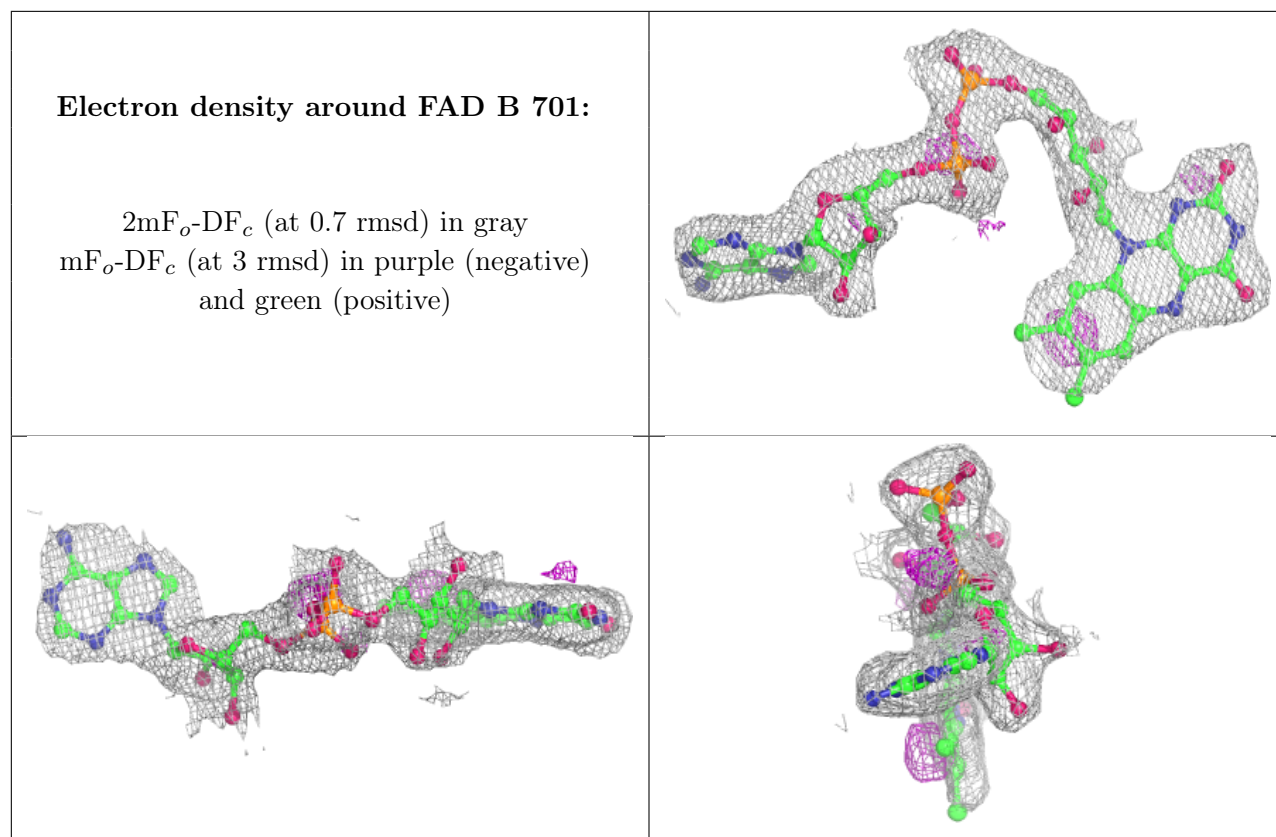 Electron density around FAD B 701:
2mFₒ-DF𝒸 (at 0.7 rmsd) in gray
mFₒ-DF𝒸 (at 3 rmsd) in purple (negative)
and green (positive)